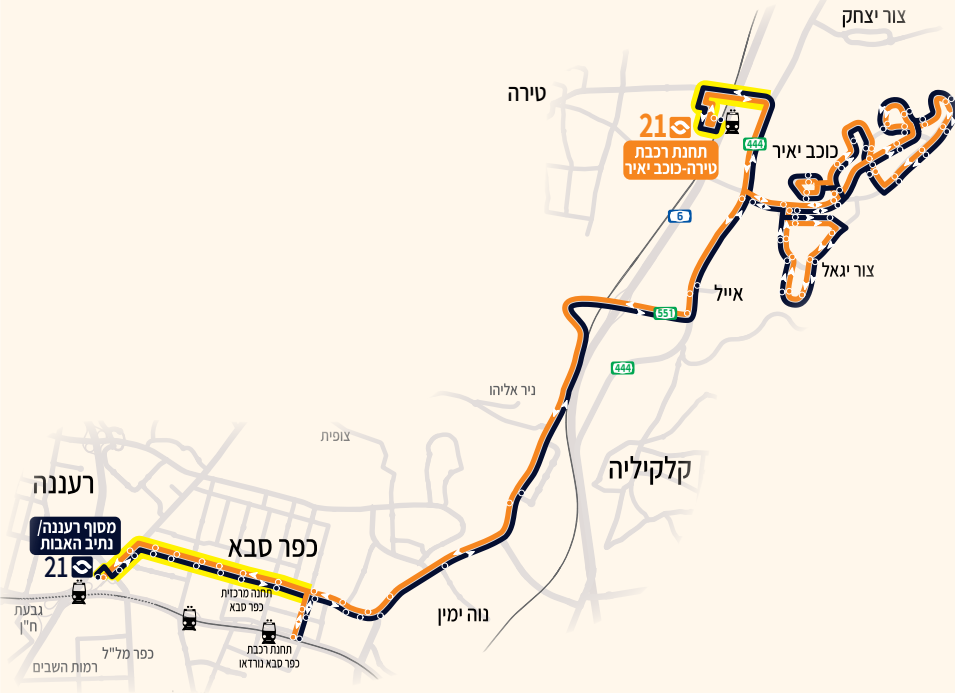 צור יצחק
טירה
21
תחנת רכבת
טירה-כוכב יאיר
444
כוכב יאיר
6
צור יגאל
אייל
551
444
ניר אליהו
צופית
קלקיליה
רעננה
מסוף רעננה/
נתיב האבות
21
כפר סבא
תחנה מרכזית
כפר סבא
גבעת
ח"ן
נוה ימין
תחנת רכבת
כפר סבא נורדאו
כפר מל"ל
רמות השבים